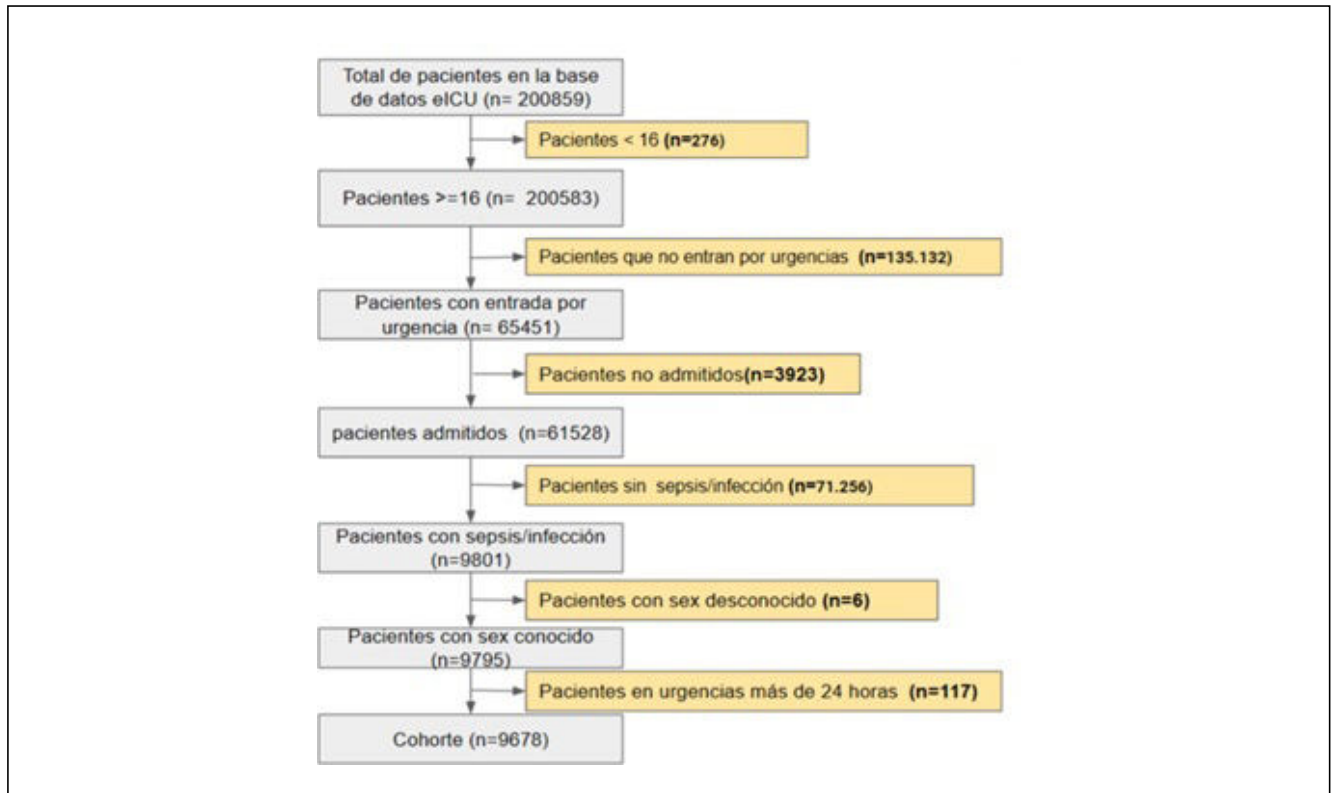 Total de pacientes en la base
de datos eICU (n= 200859)
Pacientes < 16 (n=276)
Pacientes >=16 (n=  200583)
Pacientes que no entran por urgencias  (n=135.132)
Pacientes con entrada por
urgencia (n= 65451)
Pacientes no admitidos(n=3923)
pacientes admitidos  (n=61528)
Pacientes sin  sepsis/infección (n=71.256)
Pacientes con sepsis/infección
(n=9801)
Pacientes con sex desconocido (n=6)
Pacientes con sex conocido
(n=9795)
Pacientes en urgencias más de 24 horas  (n=117)
Cohorte (n=9678)